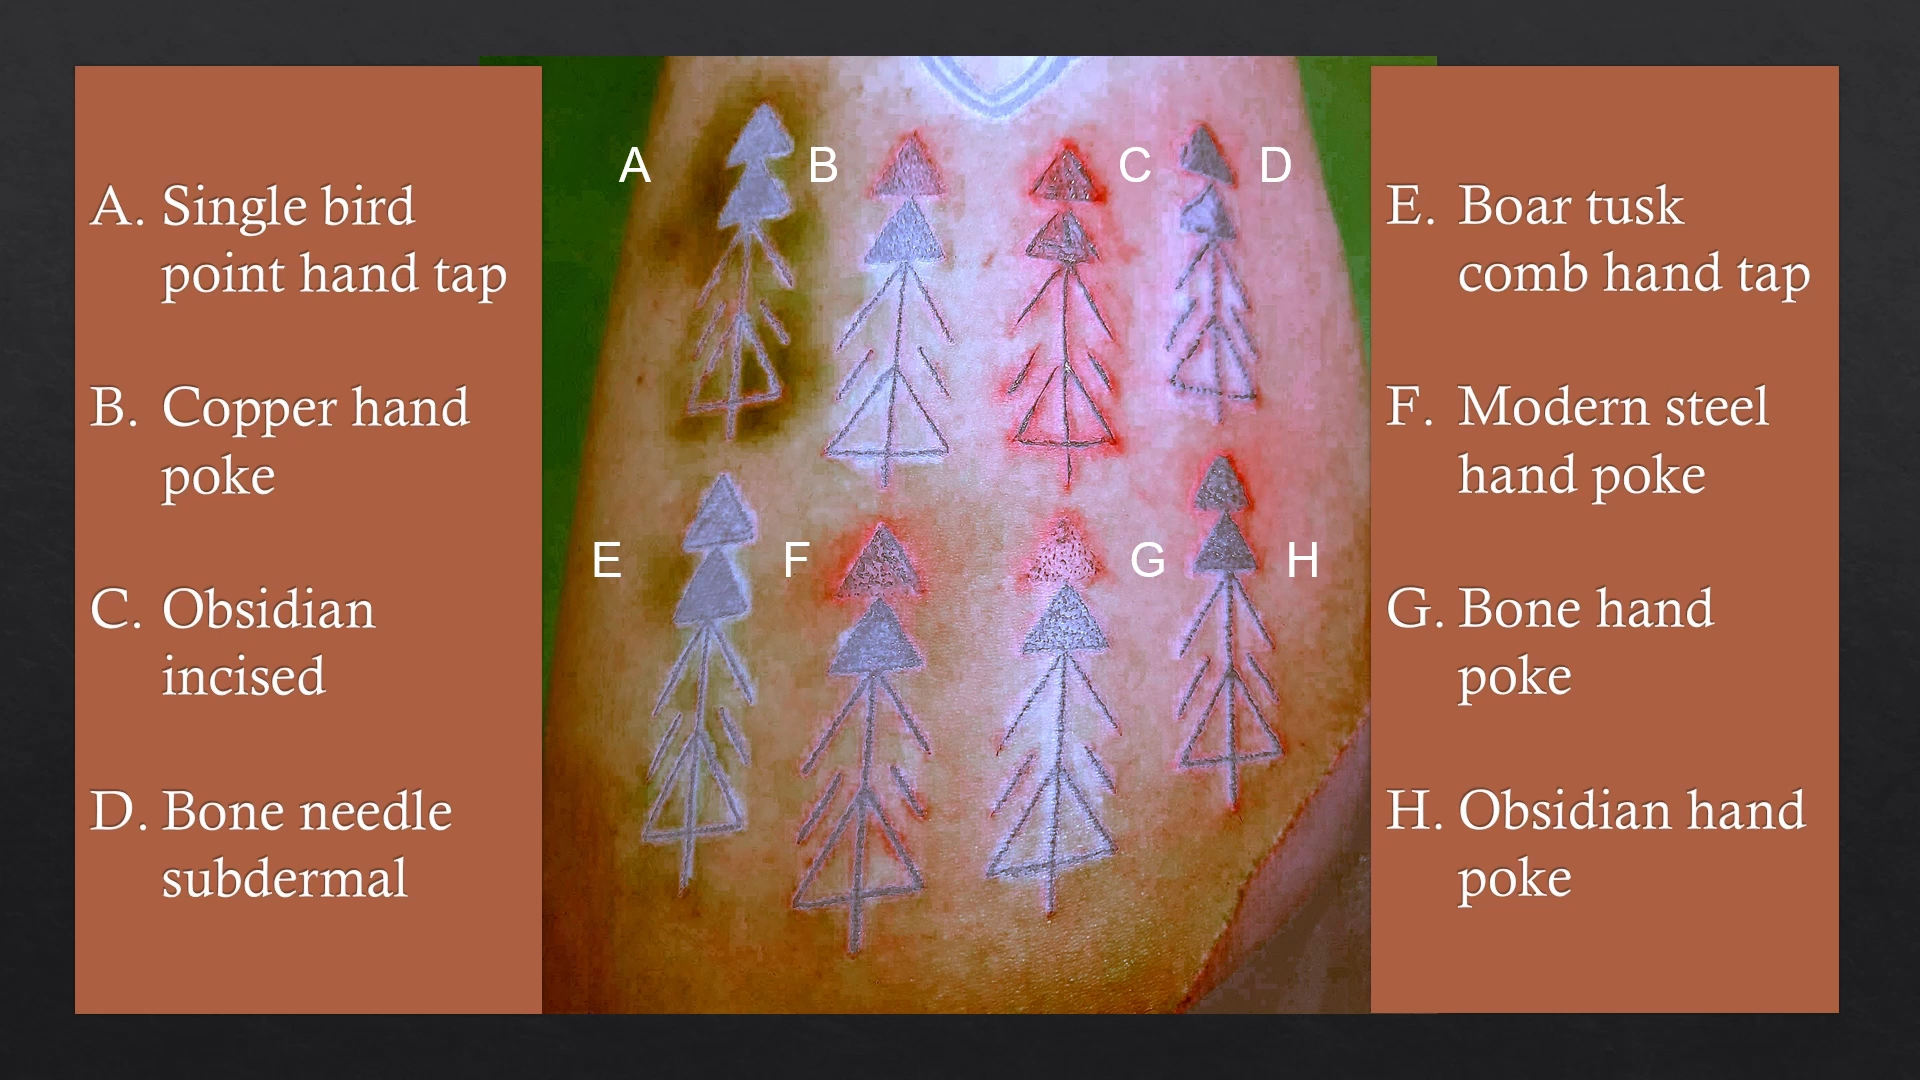 A. Single bird
point hand tap
B. Copper hand
poke
C. Obsidian
incised
D. Bone needle
subdermal
A
B
C
D
E
F
G
H
E. Boar tusk
comb hand tap
F. Modern steel
hand poke
G. Bone hand
poke
H. Obsidian hand
poke